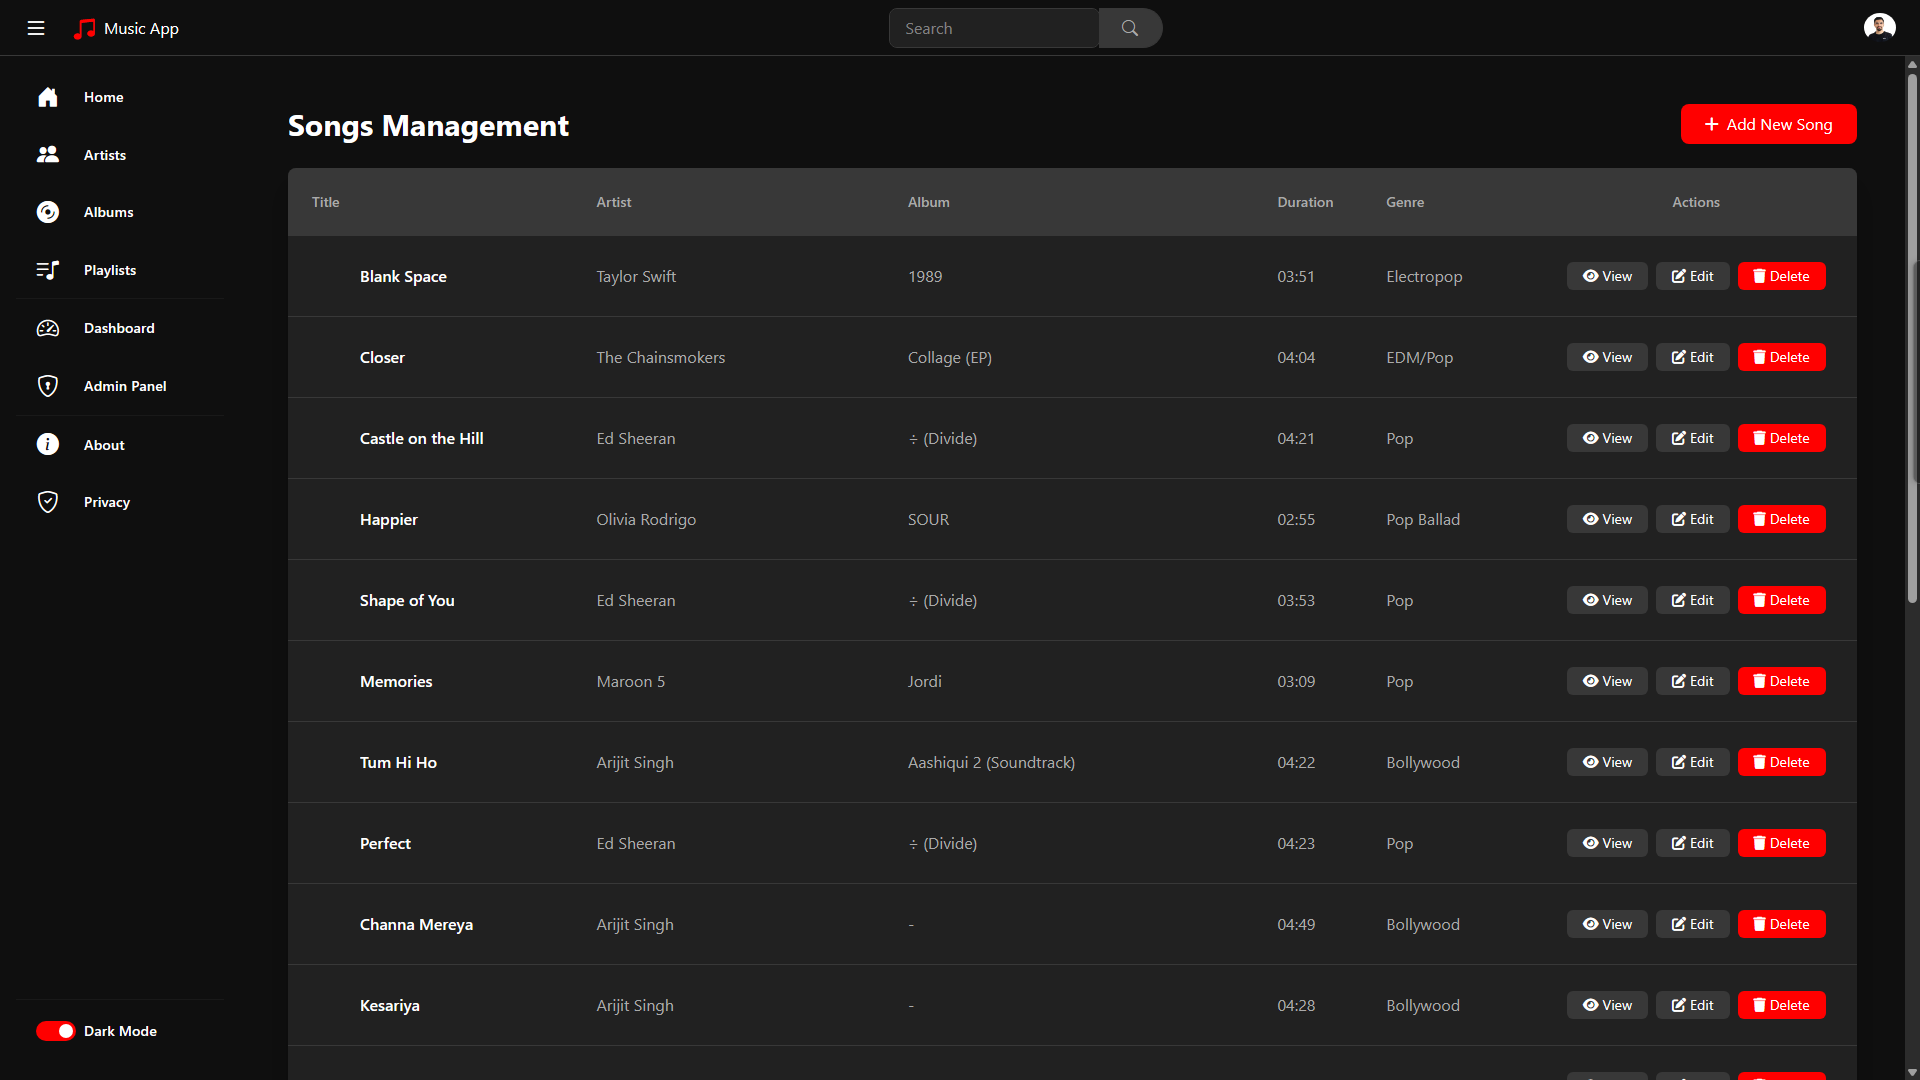 Music App
Search
Home
Artists
Albums
Playlists
Dashboard
Admin Panel
About
Privacy
Dark Mode
Songs Management
+ Add New Song
Title Artist Album Duration Genre Actions
Blank Space Taylor Swift 1989 03:51 Electropop View Edit Delete
Closer The Chainsmokers Collage (EP) 04:04 EDM/Pop View Edit Delete
Castle on the Hill Ed Sheeran ÷ (Divide) 04:21 Pop View Edit Delete
Happier Olivia Rodrigo SOUR 02:55 Pop Ballad View Edit Delete
Shape of You Ed Sheeran ÷ (Divide) 03:53 Pop View Edit Delete
Memories Maroon 5 Jordi 03:09 Pop View Edit Delete
Tum Hi Ho Arijit Singh Aashiqui 2 (Soundtrack) 04:22 Bollywood View Edit Delete
Perfect Ed Sheeran ÷ (Divide) 04:23 Pop View Edit Delete
Channa Mereya Arijit Singh - 04:49 Bollywood View Edit Delete
Kesariya Arijit Singh - 04:28 Bollywood View Edit Delete